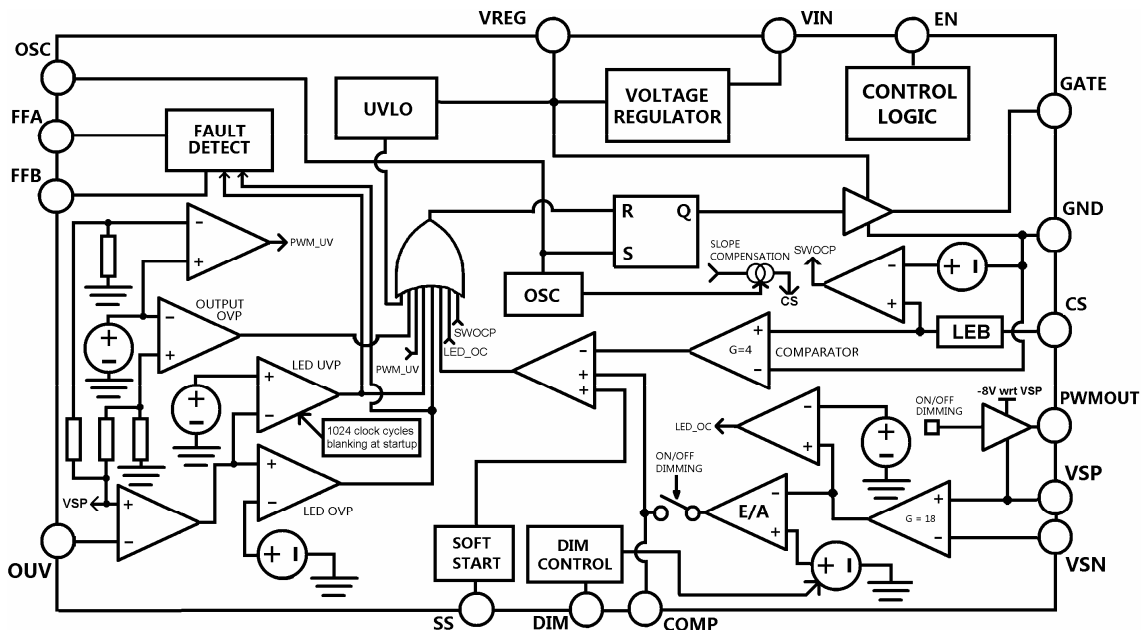 VREG
VIN
EN
OSC
GATE
FFA
UVLO
VOLTAGE
REGULATOR
CONTROL
LOGIC
FAULT
DETECT
FFB
GND
R
Q
S
PWM_UV
SLOPE
COMPENSATION
SWOCP
OSC
CS
CS
OUTPUT
OVP
SWOCP
LED_OC
PWM_UV
G=4
COMPARATOR
LEB
LED UVP
1024 clock cycles
blanking at startup
-8V wrt VSP
ON/OFF
DIMMING
PWMOUT
LED_OC
ON/OFF
DIMMING
VSP
VSP
E/A
G = 18
LED OVP
VSN
OUV
SOFT
START
DIM
CONTROL
SS
DIM
COMP